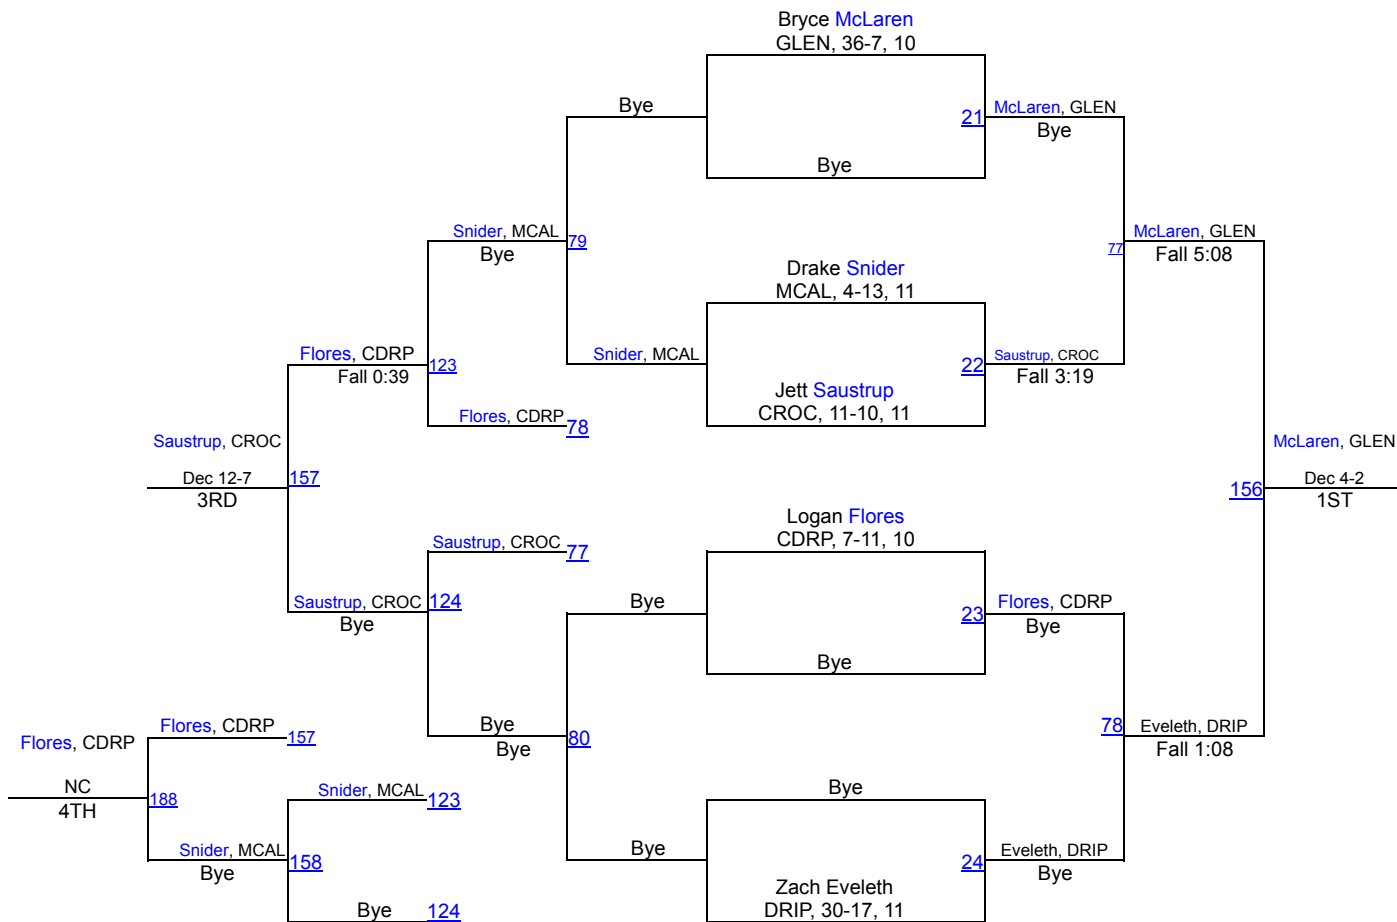 Bryce McLaren
GLEN, 36-7, 10
Bye
21
McLaren, GLEN
Bye
Bye
Snider, MCAL
79
Bye
Drake Snider
MCAL, 4-13, 11
77
McLaren, GLEN
Fall 5:08
Flores, CDRP
123
Fall 0:39
Snider, MCAL
22
Saustrup, CROC
Fall 3:19
Jett Saustrup
CROC, 11-10, 11
Flores, CDRP
78
Saustrup, CROC
Dec 12-7
157
3RD
McLaren, GLEN
Dec 4-2
156
1ST
Logan Flores
CDRP, 7-11, 10
Saustrup, CROC
77
Saustrup, CROC
124
Bye
Bye
23
Flores, CDRP
Bye
Bye
Flores, CDRP
Flores, CDRP
157
Bye
Bye
80
78
Eveleth, DRIP
Fall 1:08
NC
188
4TH
Snider, MCAL
123
Bye
Snider, MCAL
158
Bye
Bye
24
Eveleth, DRIP
Bye
Zach Eveleth
DRIP, 30-17, 11
Bye
124